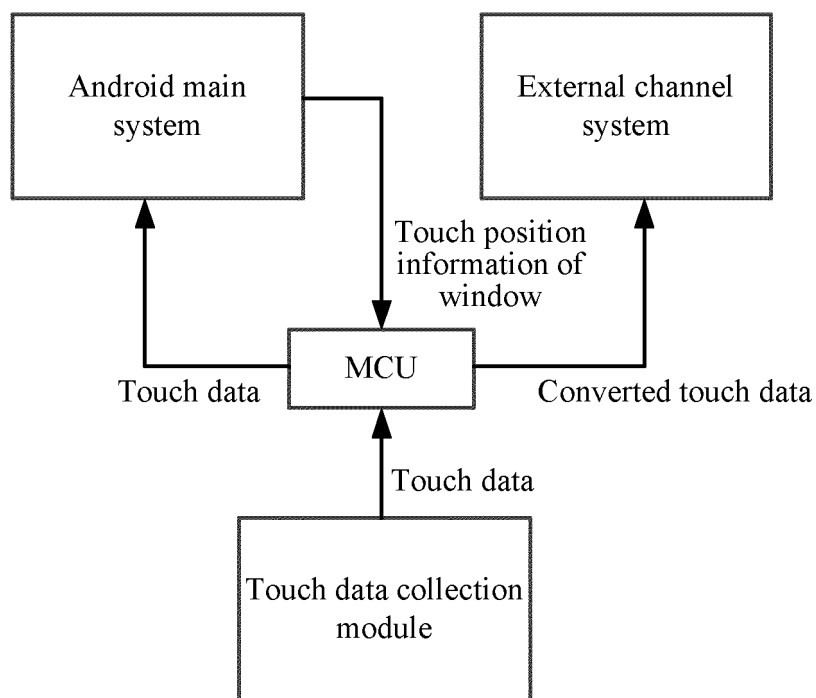 Android main
system
External channel
system
Touch position
information of
window
MCU
Touch data
Converted touch data
Touch data
Touch data collection
module